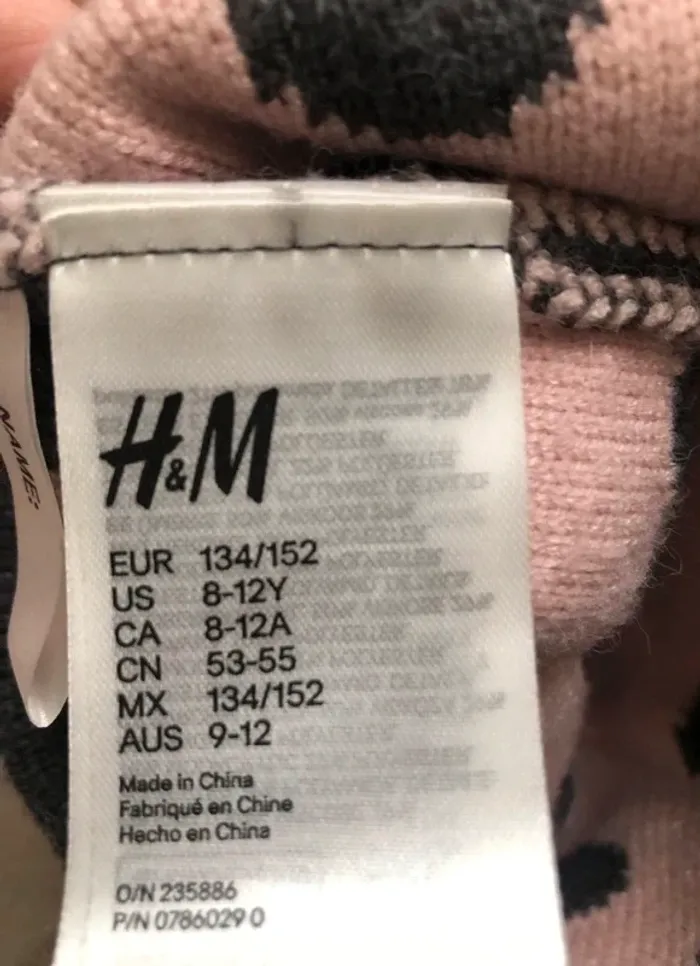 H&M
EUR 134/152
US 8-12Y
CA 8-12A
CN 53-55
MX 134/152
AUS 9-12
Made in China
Fabriqué en Chine
Hecho en China
O/N 235886
P/N 0786029 0
NAME: